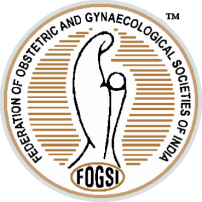 FEDERATION OF OBSTETRIC AND GYNAECOLOGICAL SOCIETIES OF INDIA
TM
FOGSI